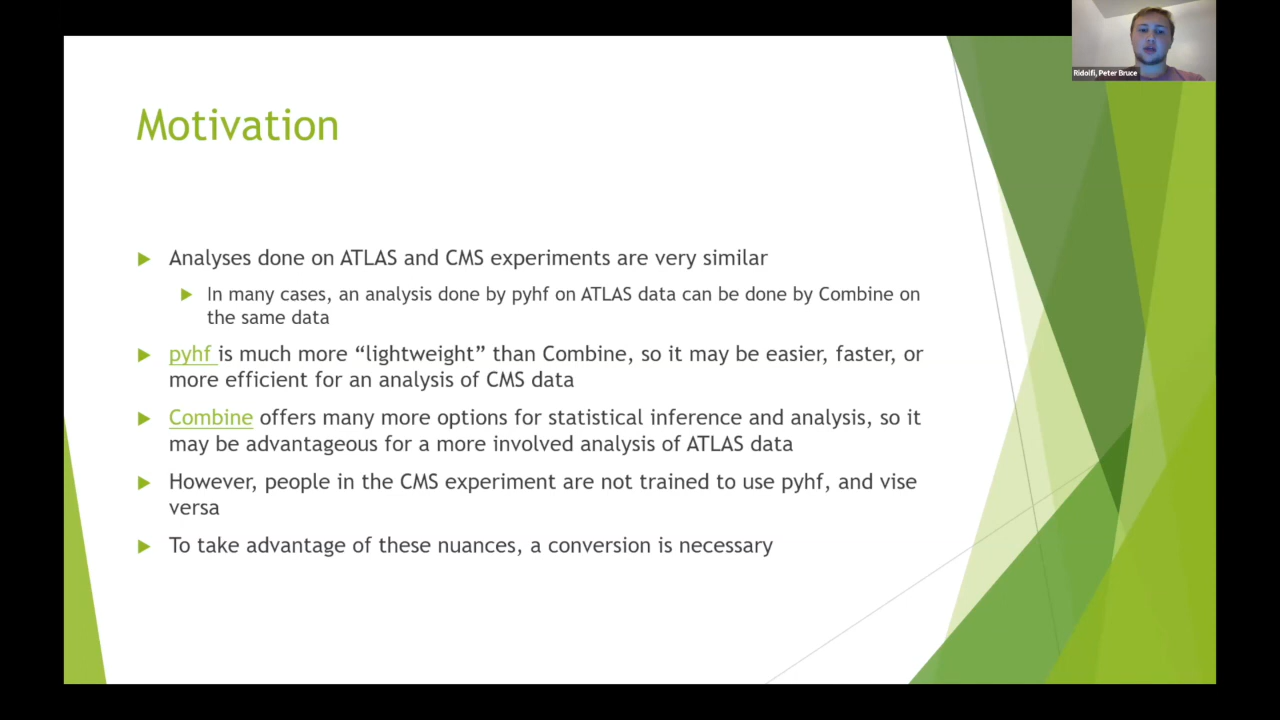 Ridolfi, Peter Bruce
Motivation
Analyses done on ATLAS and CMS experiments are very similar
In many cases, an analysis done by pyhf on ATLAS data can be done by Combine on
the same data
pyhf is much more “lightweight” than Combine, so it may be easier, faster, or
more efficient for an analysis of CMS data
Combine offers many more options for statistical inference and analysis, so it
may be advantageous for a more involved analysis of ATLAS data
However, people in the CMS experiment are not trained to use pyhf, and vise
versa
To take advantage of these nuances, a conversion is necessary